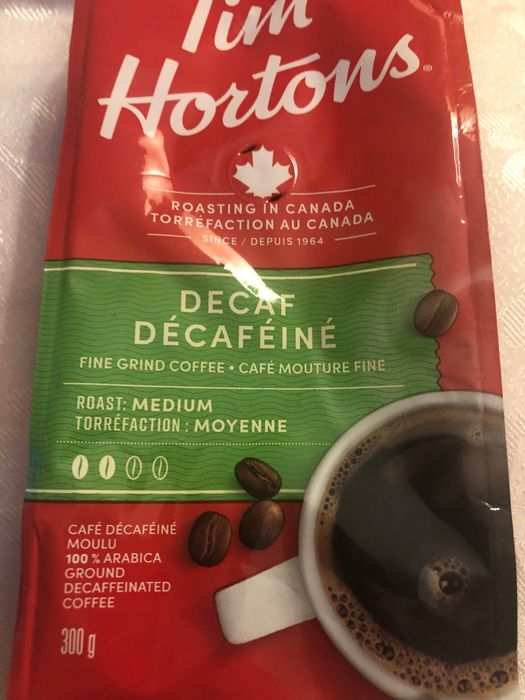 Tim
Hortons®
ROASTING IN CANADA
TORRÉFACTION AU CANADA
SINCE / DEPUIS 1964
DECAF
DÉCAFÉINÉ
FINE GRIND COFFEE • CAFÉ MOUTURE FINE
ROAST: MEDIUM
TORRÉFACTION : MOYENNE
CAFÉ DÉCAFÉINÉ
MOULU
100 % ARABICA
GROUND
DECAFFEINATED
COFFEE
300 g